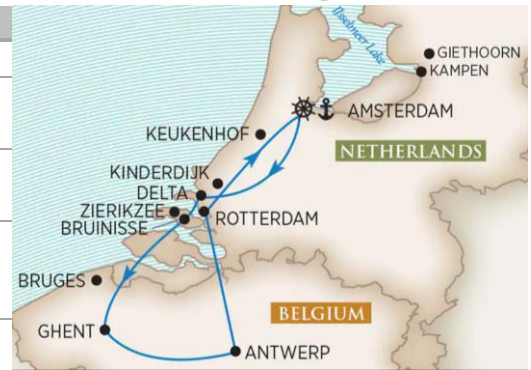 IJsselmeer Lake
GIETHOORN
KAMPEN
AMSTERDAM
KEUKENHOF
NETHERLANDS
KINDERDIJK
DELTA
ZIERIKZEE
ROTTERDAM
BRUINISSE
BRUGES
BELGIUM
GHENT
ANTWERP